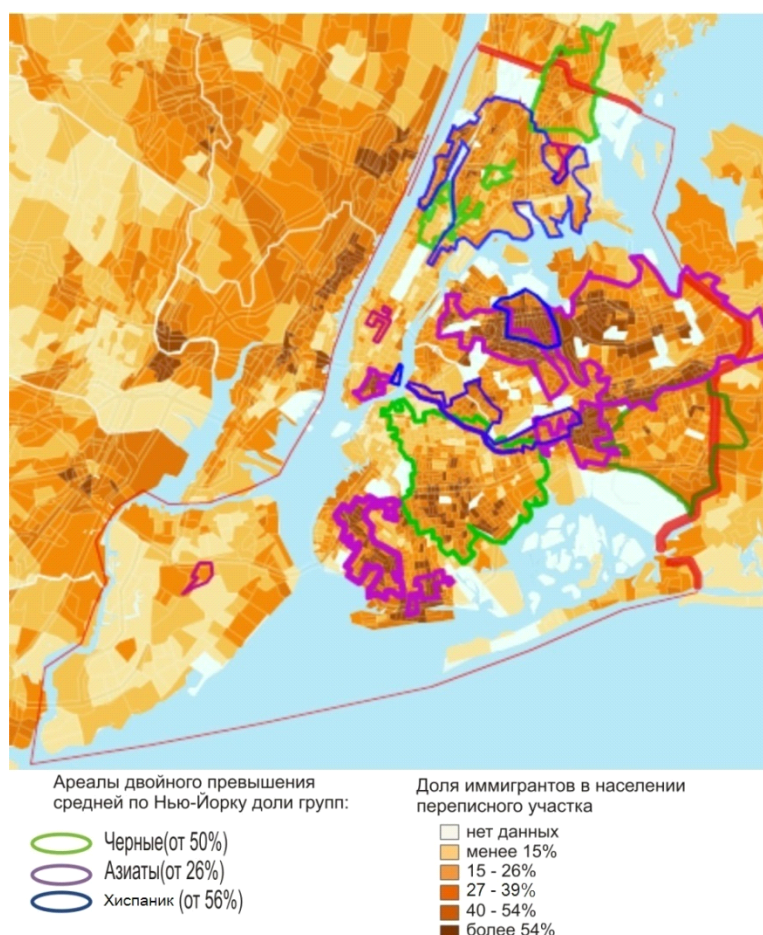 Ареалы двойного превышения
средней по Нью-Йорку доли групп:
Черные(от 50%)
Азиаты(от 26%)
Хиспаник (от 56%)
Доля иммигрантов в населении
переписного участка
нет данных
менее 15%
15 - 26%
27 - 39%
40 - 54%
более 54%